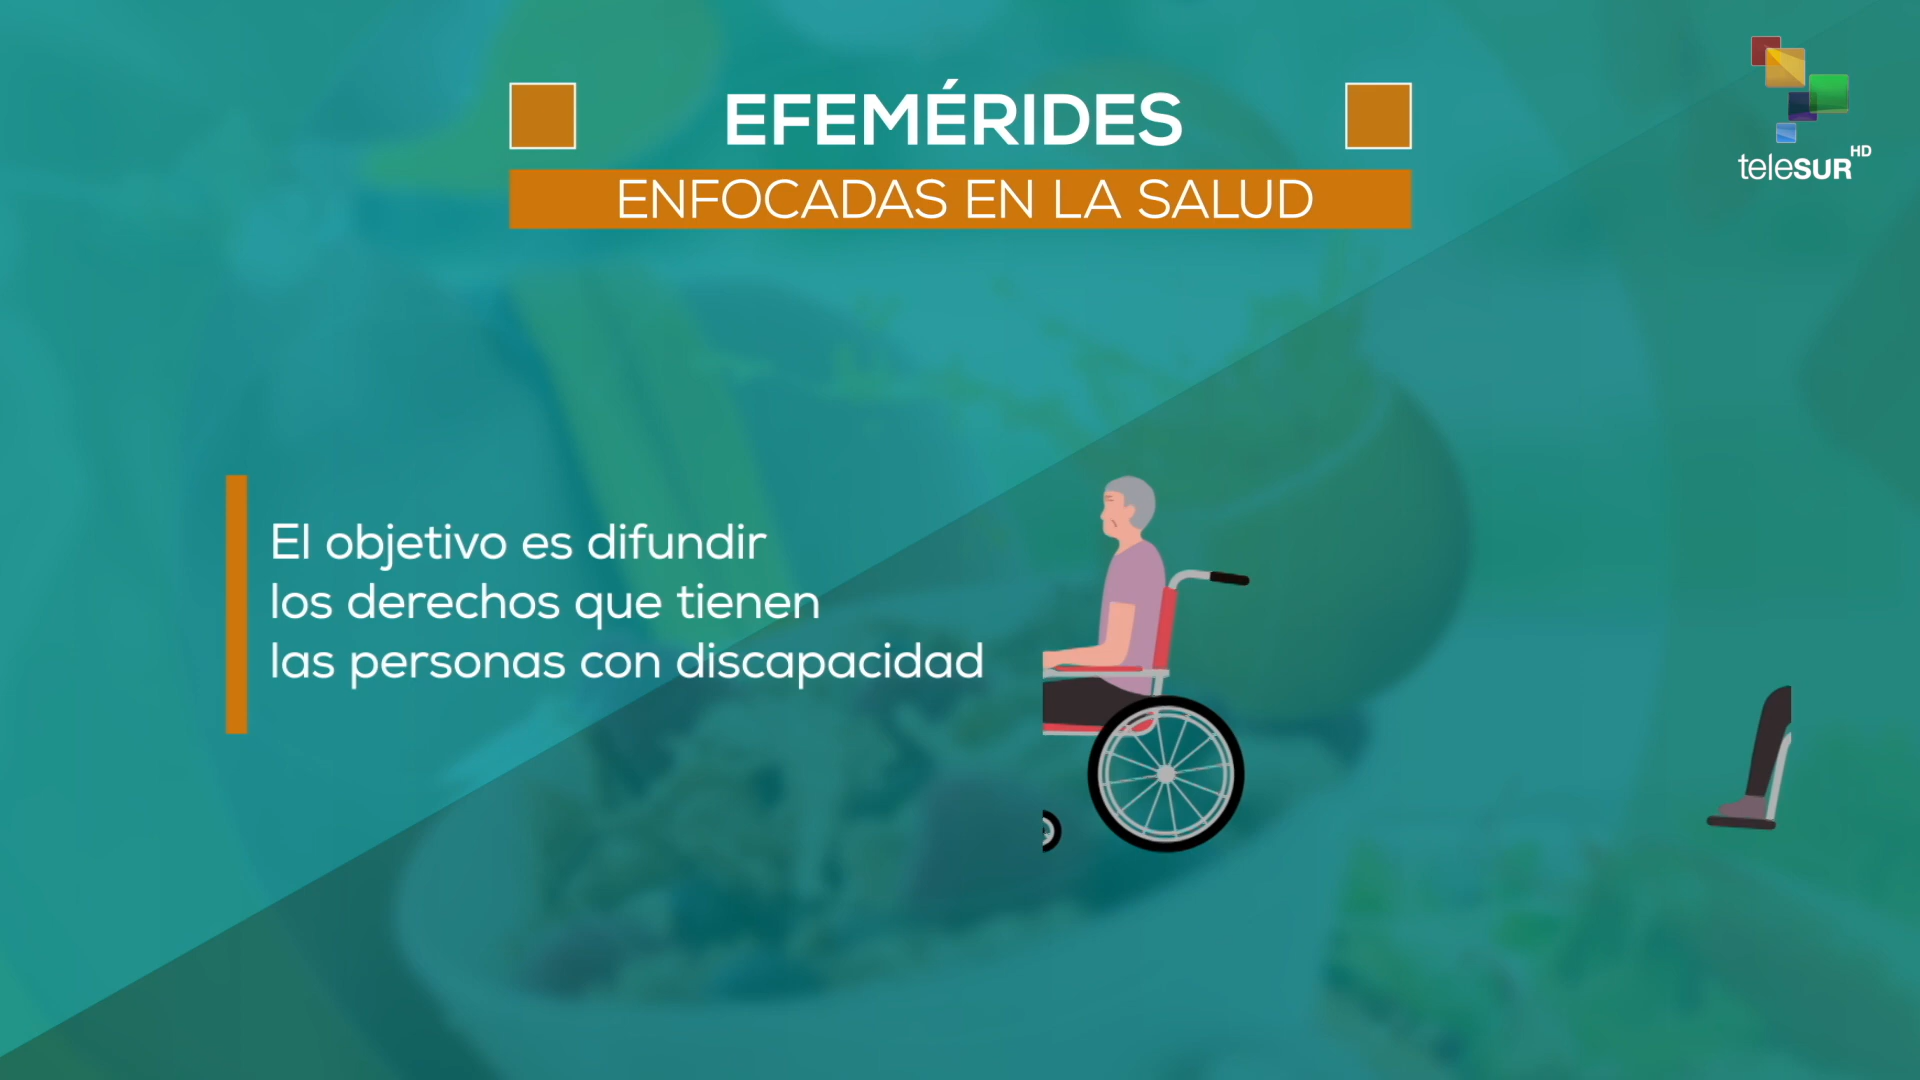 EFEMÉRIDES
ENFOCADAS EN LA SALUD
teleSUR HD
El objetivo es difundir
los derechos que tienen
las personas con discapacidad